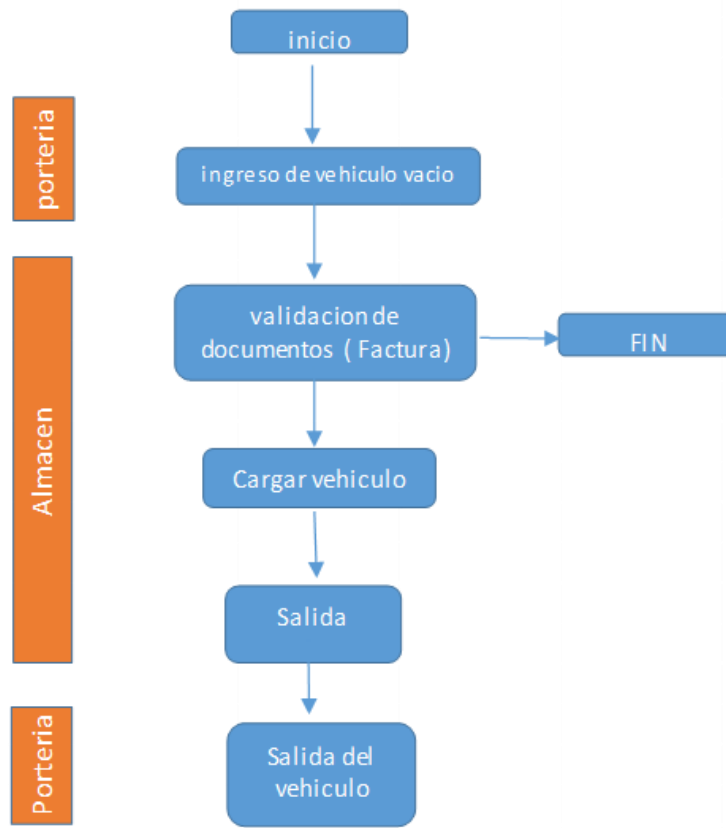 inicio
porteria
ingreso de vehiculo vacio
validacion de
documentos ( Factura)
FIN
Almacen
Cargar vehiculo
Salida
Porteria
Salida del
vehiculo